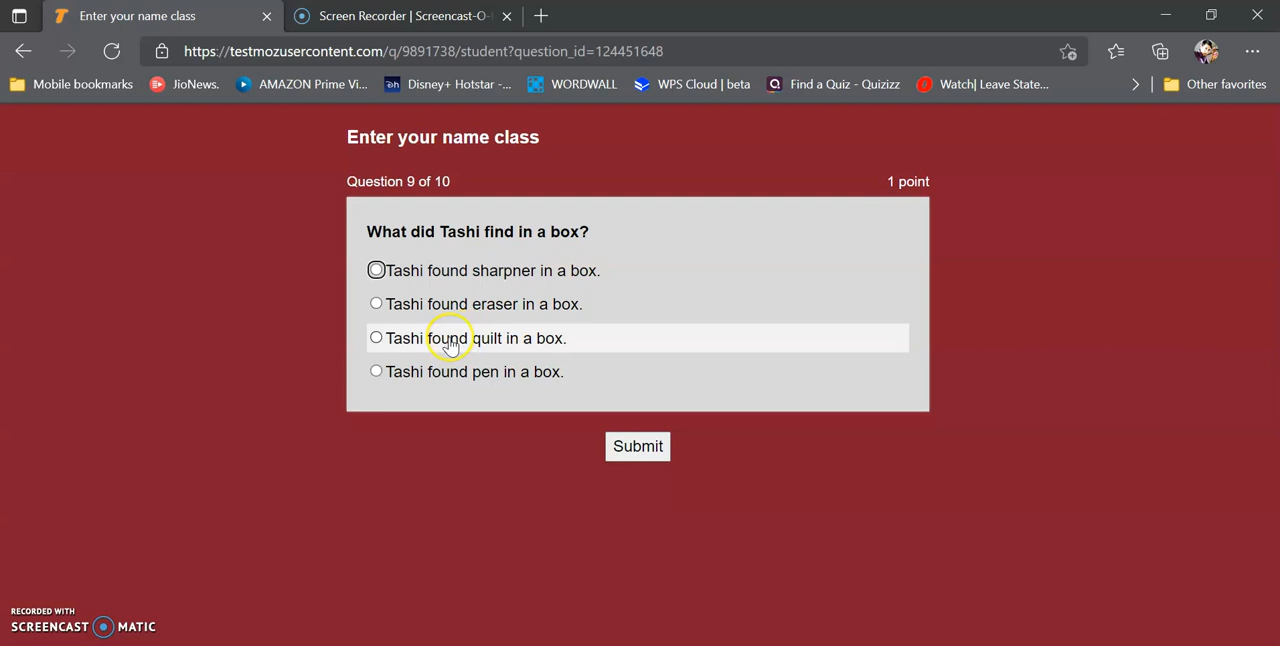 Enter your name class
Screen Recorder | Screencast-O-
https://testmozusercontent.com/q/9891738/student?question_id=124451648
Mobile bookmarks JioNews. AMAZON Prime Vi... Disney+ Hotstar -... WORDWALL WPS Cloud | beta Find a Quiz - Quizizz Watch| Leave State... Other favorites
Enter your name class
Question 9 of 10 1 point
What did Tashi find in a box?
Tashi found sharpner in a box.
Tashi found eraser in a box.
Tashi found quilt in a box.
Tashi found pen in a box.
Submit
RECORDED WITH
SCREENCAST MATIC